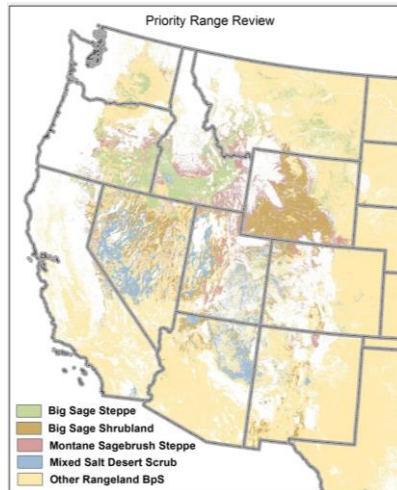 Priority Range Review
Big Sage Steppe
Big Sage Shrubland
Montane Sagebrush Steppe
Mixed Salt Desert Scrub
Other Rangeland BpS